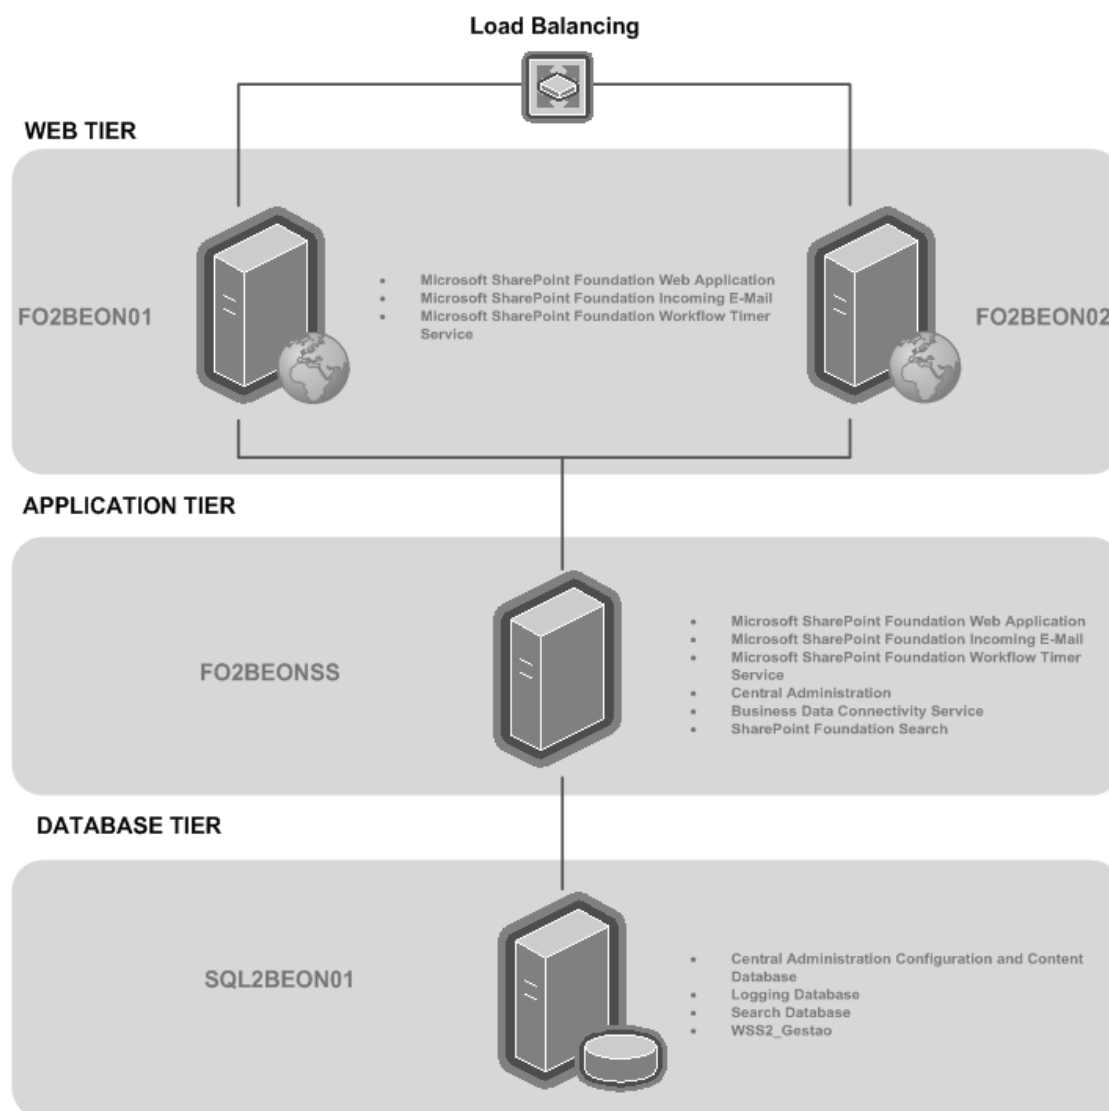 Load Balancing
WEB TIER
FO2BEON01
• Microsoft SharePoint Foundation Web Application
• Microsoft SharePoint Foundation Incoming E-Mail
• Microsoft SharePoint Foundation Workflow Timer
Service
FO2BEON02
APPLICATION TIER
FO2BEONSS
• Microsoft SharePoint Foundation Web Application
• Microsoft SharePoint Foundation Incoming E-Mail
• Microsoft SharePoint Foundation Workflow Timer
Service
• Central Administration
• Business Data Connectivity Service
• SharePoint Foundation Search
DATABASE TIER
SQL2BEON01
• Central Administration Configuration and Content
Database
• Logging Database
• Search Database
• WSS2_Gestao